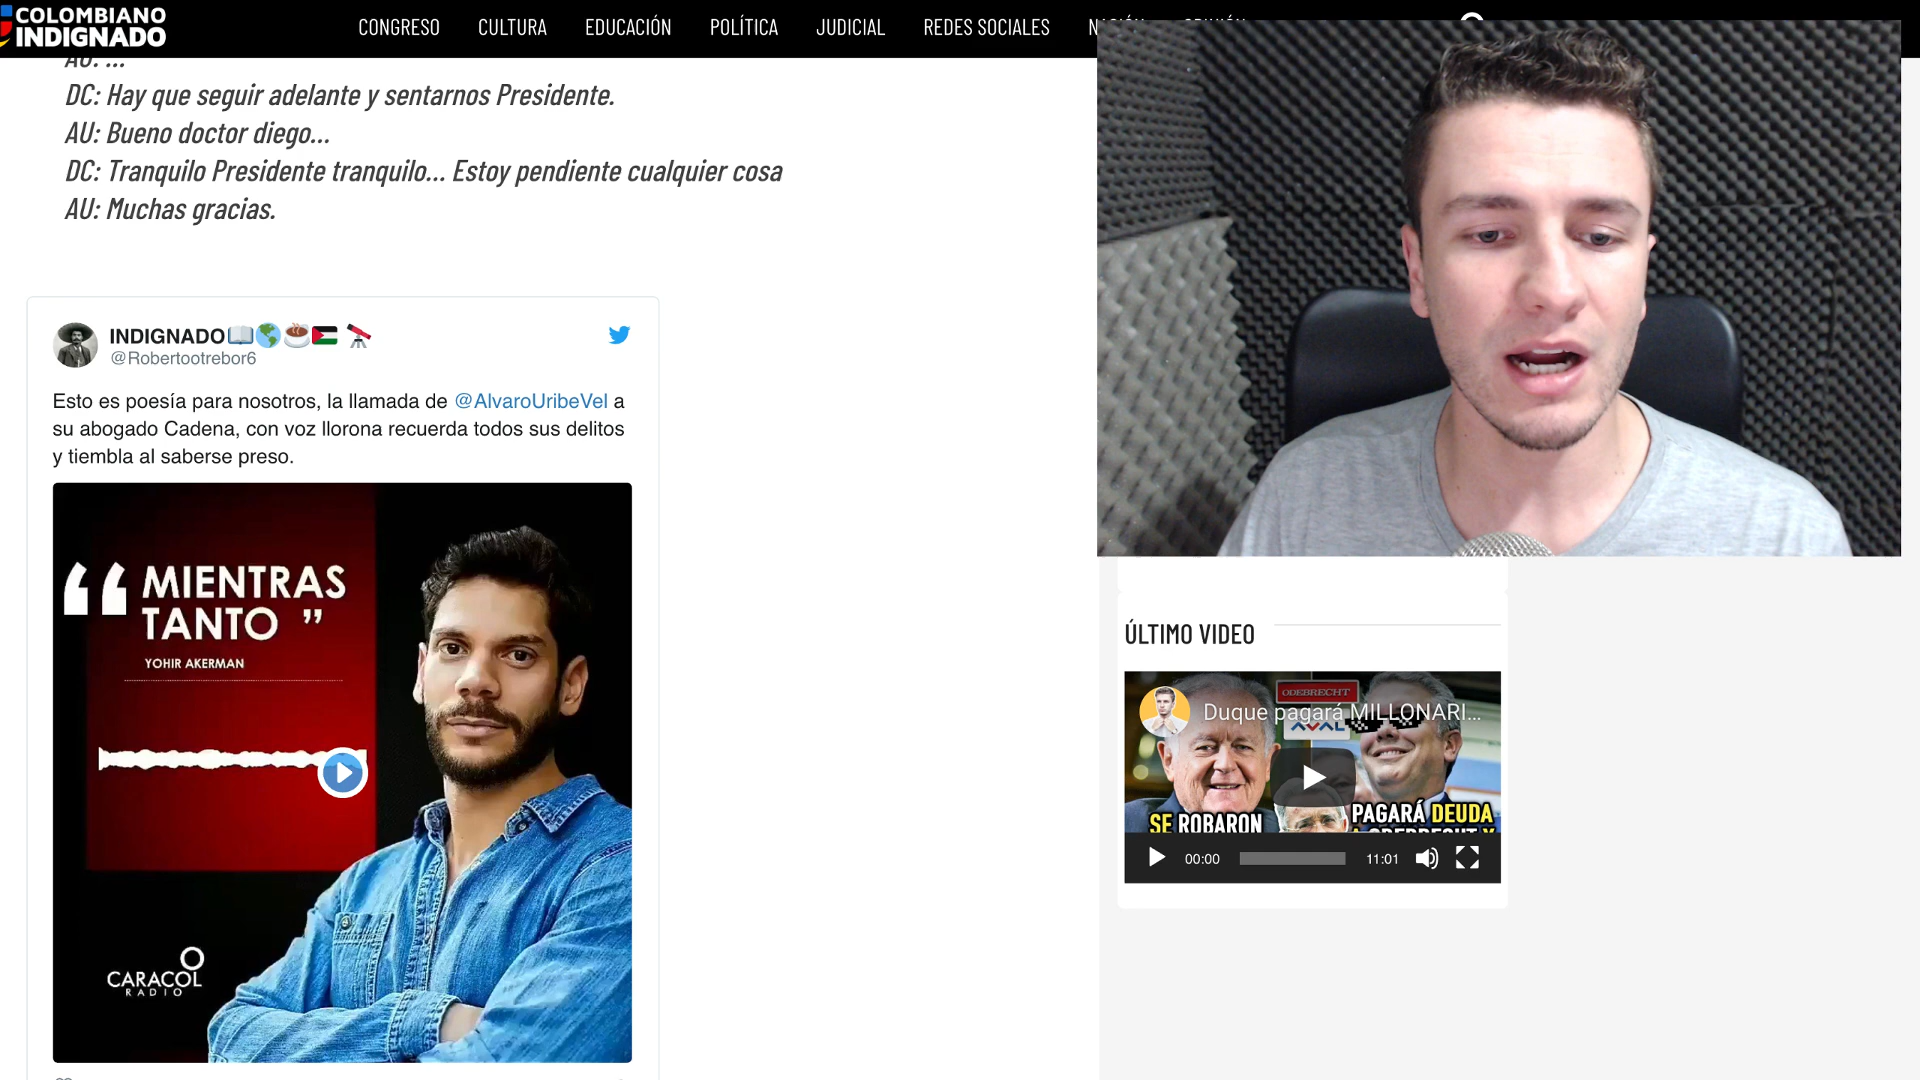 COLOMBIANO
INDIGNADO
CONGRESO CULTURA EDUCACIÓN POLÍTICA JUDICIAL REDES SOCIALES
AU: ...
DC: Hay que seguir adelante y sentarnos Presidente.
AU: Bueno doctor diego...
DC: Tranquilo Presidente tranquilo... Estoy pendiente cualquier cosa
AU: Muchas gracias.
INDIGNADO
@Robertootrebor6
Esto es poesía para nosotros, la llamada de @AlvaroUribeVel a
su abogado Cadena, con voz llorona recuerda todos sus delitos
y tiembla al saberse preso.
“ MIENTRAS
TANTO ”
YOHIR AKERMAN
CARACOL
RADIO
ÚLTIMO VIDEO
ODEBRECHT
Duque pagará MILLONARI...
AVAL
SE ROBARON
PAGARÁ DEUDA
00:00 11:01